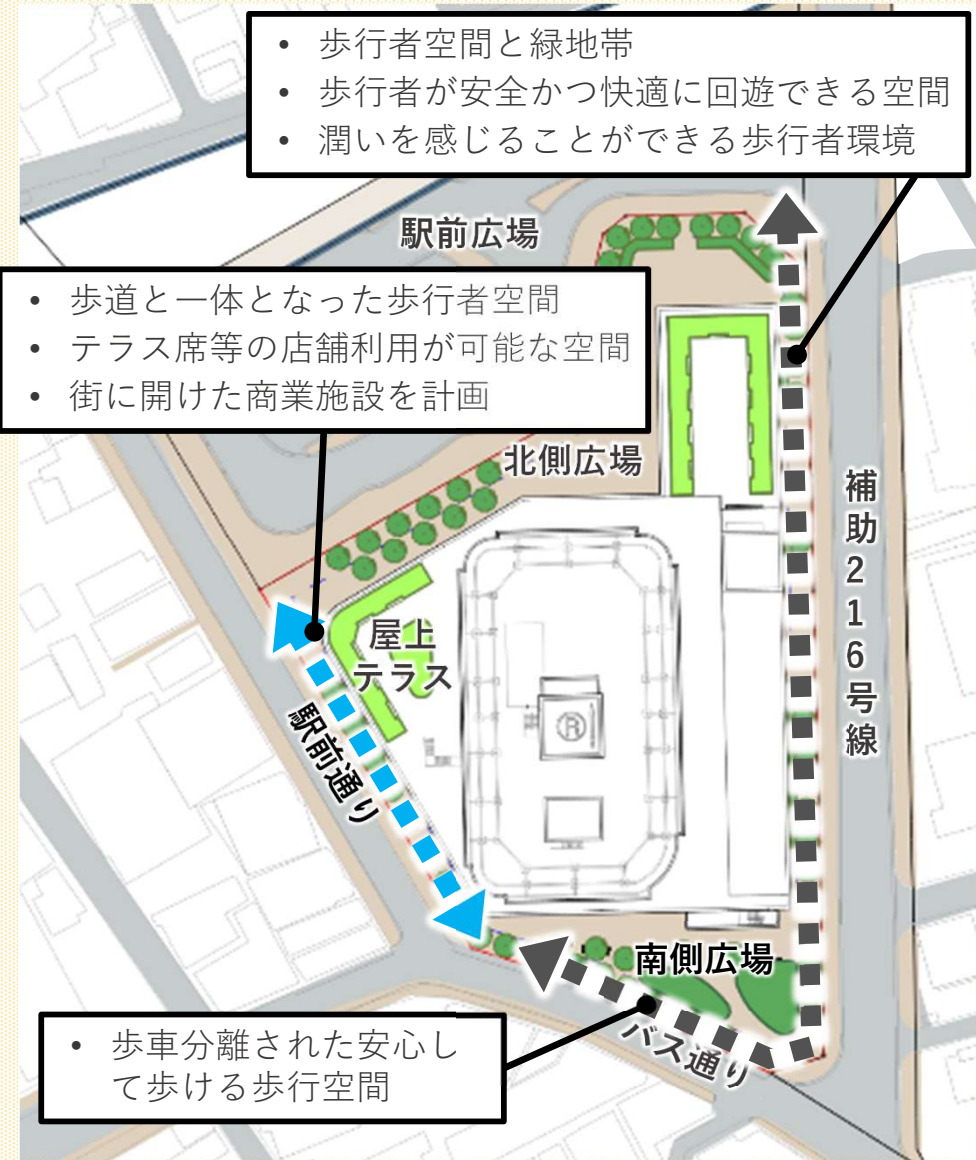 • 歩行者空間と緑地帯
• 歩行者が安全かつ快適に回遊できる空間
• 潤いを感じることができる歩行者環境
駅前広場
• 歩道と一体となった歩行者空間
• テラス席等の店舗利用が可能な空間
• 街に開けた商業施設を計画
北側広場
補助216号線
屋上
テラス
駅前通り
R
南側広場
バス通り
• 歩車分離された安心し
て歩ける歩行空間